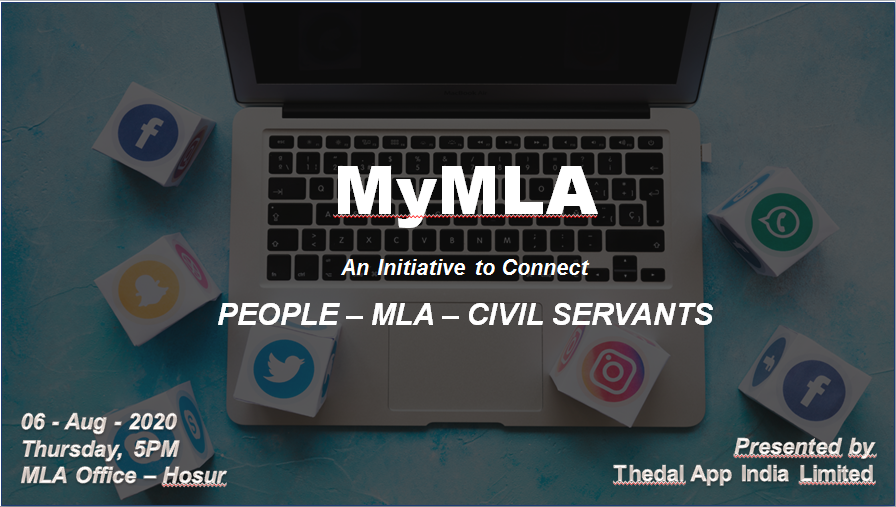 MyMLA
An Initiative to Connect
PEOPLE – MLA – CIVIL SERVANTS
06 - Aug - 2020
Thursday, 5PM
MLA Office – Hosur
Presented by
Thedal App India Limited